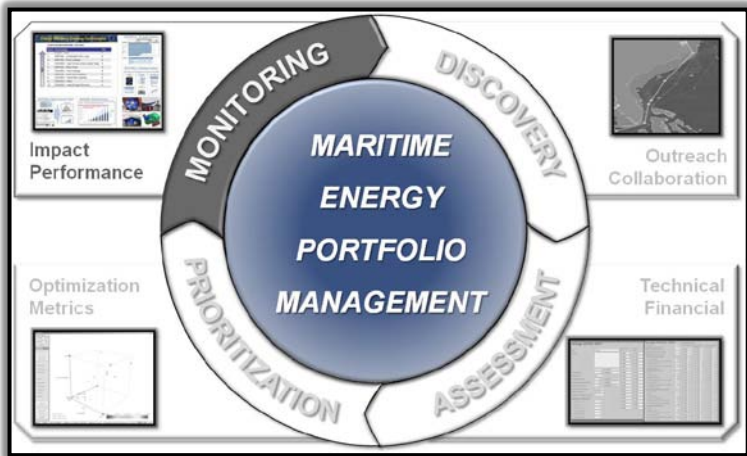 MONITORING
DISCOVERY
Impact
Performance
Outreach
Collaboration
MARITIME
ENERGY
PORTFOLIO
MANAGEMENT
Optimization
Metrics
Technical
Financial
PRIORITIZATION
ASSESSMENT